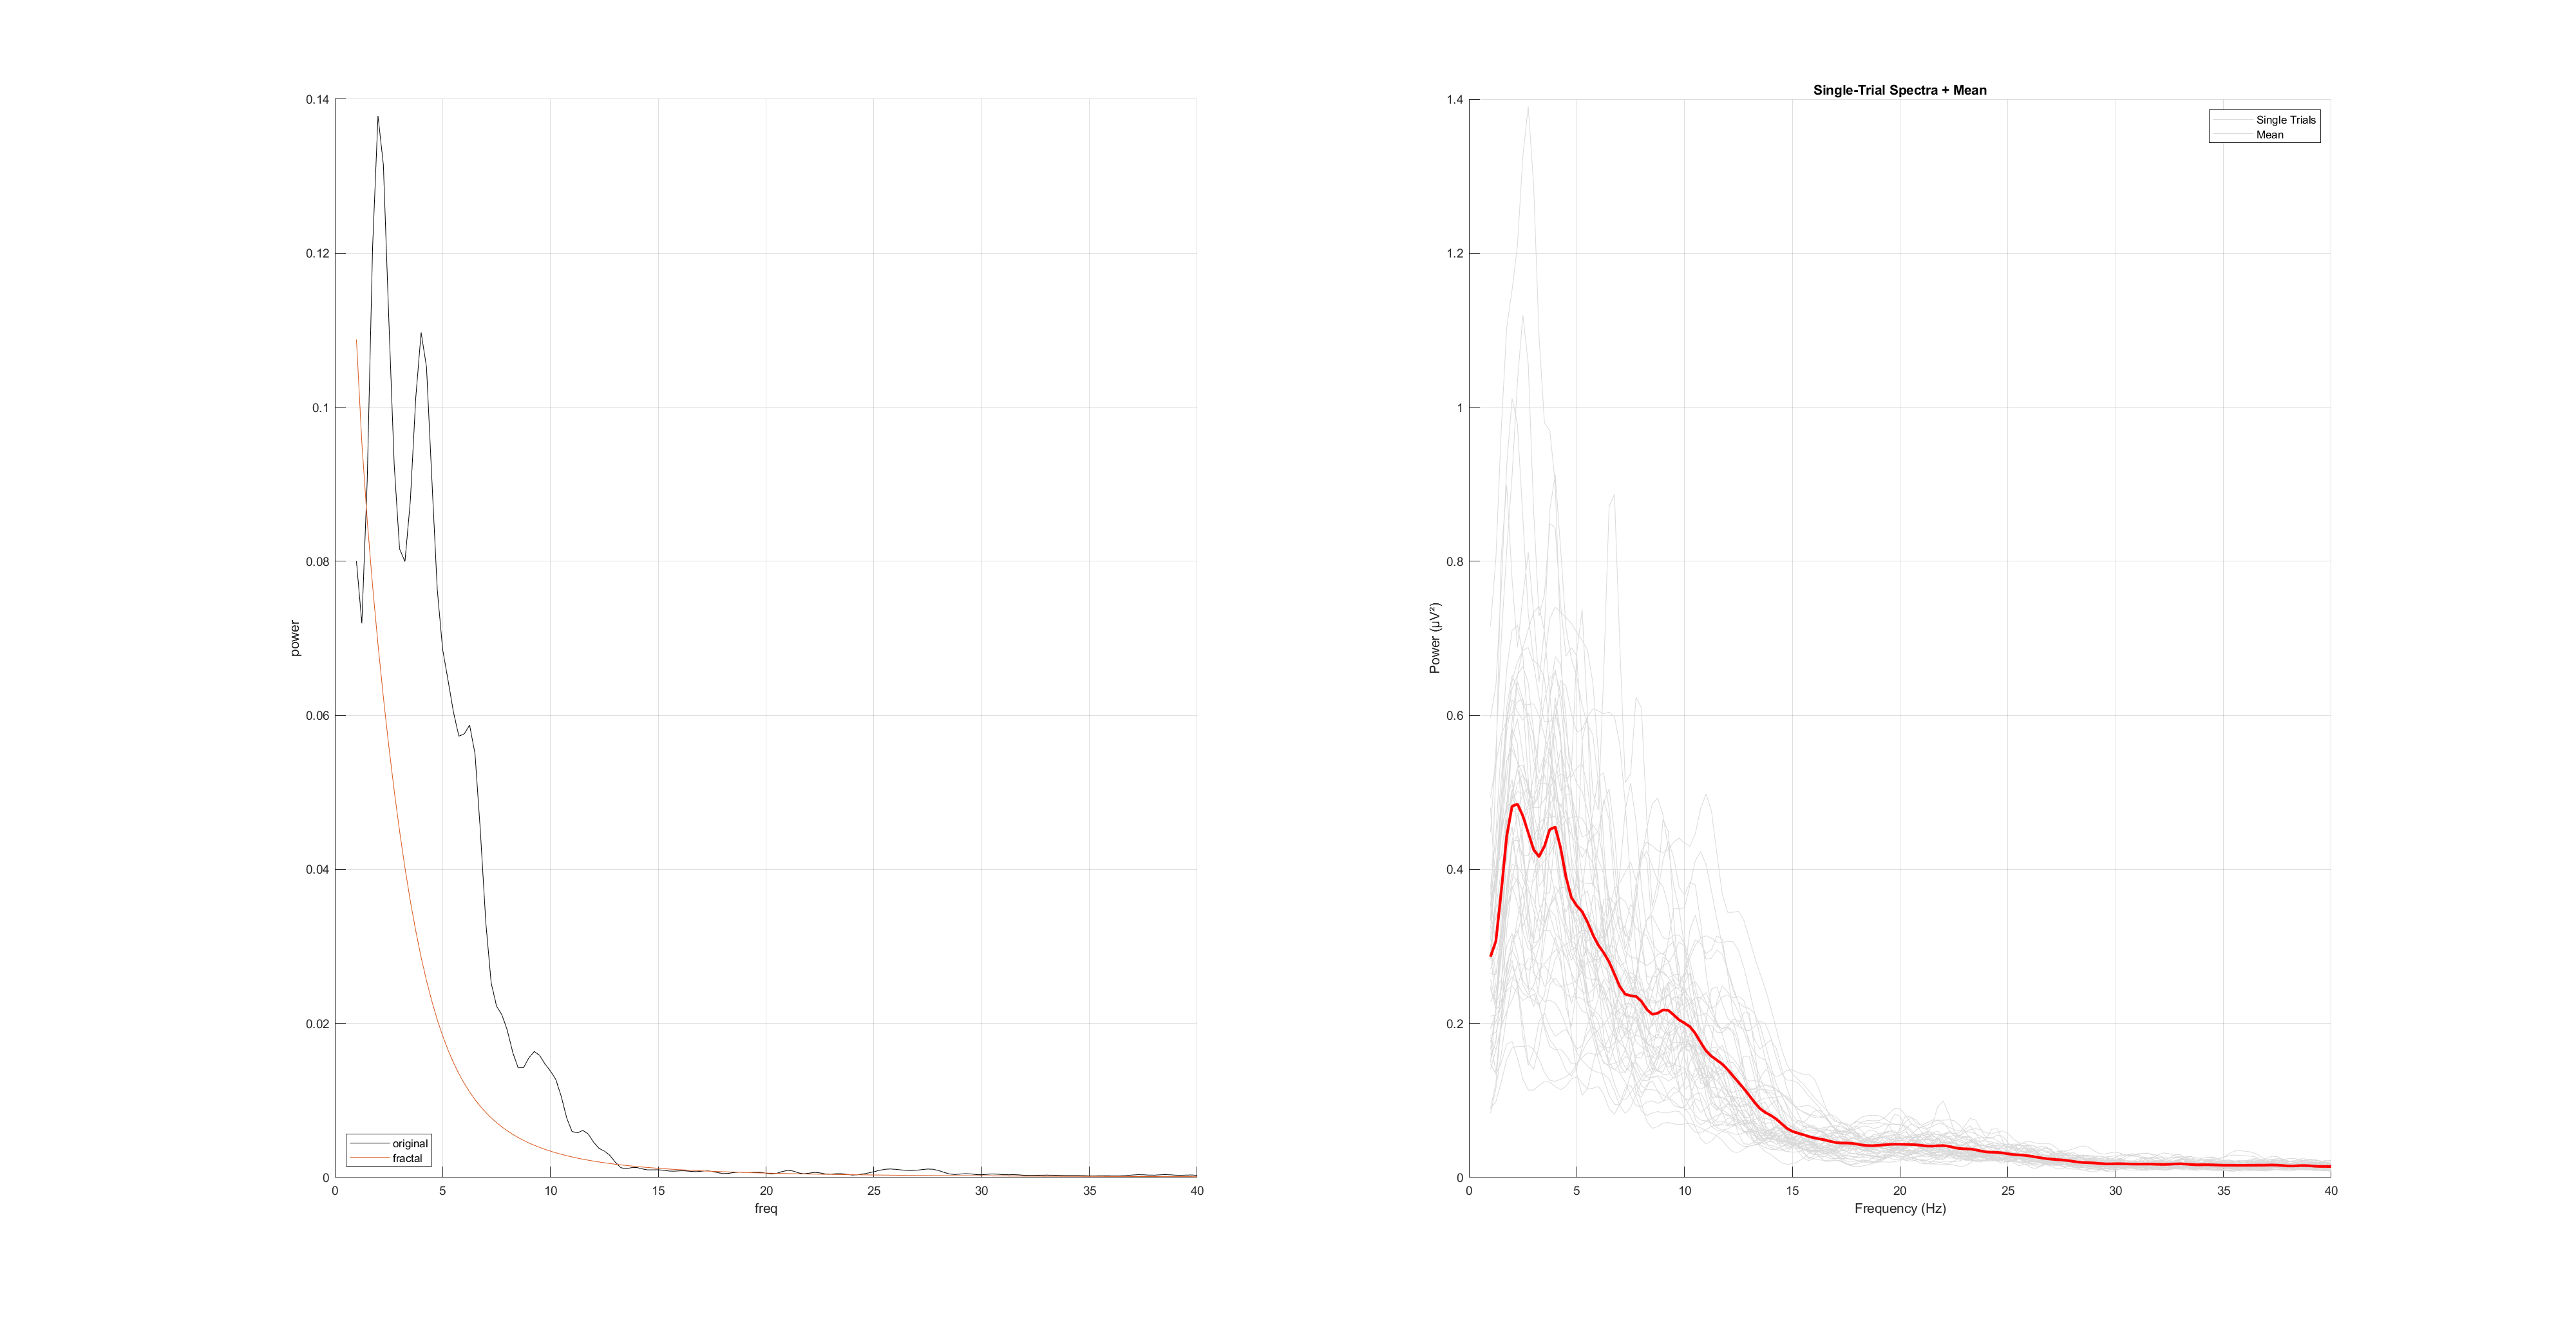 0.14
0.12
0.1
0.08
0.06
0.04
0.02
0
power
original
fractal
0 5 10 15 20 25 30 35 40
freq
Single-Trial Spectra + Mean
1.4
1.2
1
0.8
0.6
0.4
0.2
0
Power (µV²)
Single Trials
Mean
0 5 10 15 20 25 30 35 40
Frequency (Hz)